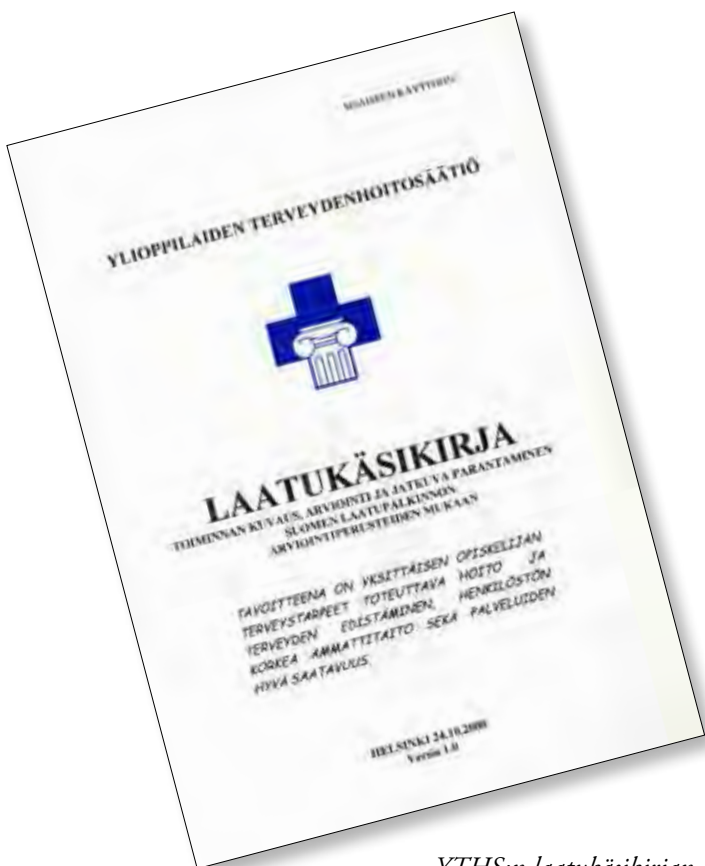 SISÄISEEN KÄYTTÖÖN
YLIOPPILAIDEN TERVEYDENHOITOSÄÄTIÖ
LAATUKÄSIKIRJA
TOIMINNAN KUVAUS, ARVIOINTI JA JATKUVA PARANTAMINEN
SUOMEN LAATUPALKINNON
ARVIOINTIPERUSTEIDEN MUKAAN
TAVOITTEENA ON YKSITTÄISEN OPISKELIJAN
TERVEYSTARPEET TOTEUTTAVA HOITO JA
TERVEYDEN EDISTÄMINEN, HENKILÖSTÖN
KORKEA AMMATTITAITO SEKÄ PALVELUIDEN
HYVÄ SAATAVUUS
HELSINKI 24.10.2000
Versio 1.0
YTHS:n laatukäsikirjan